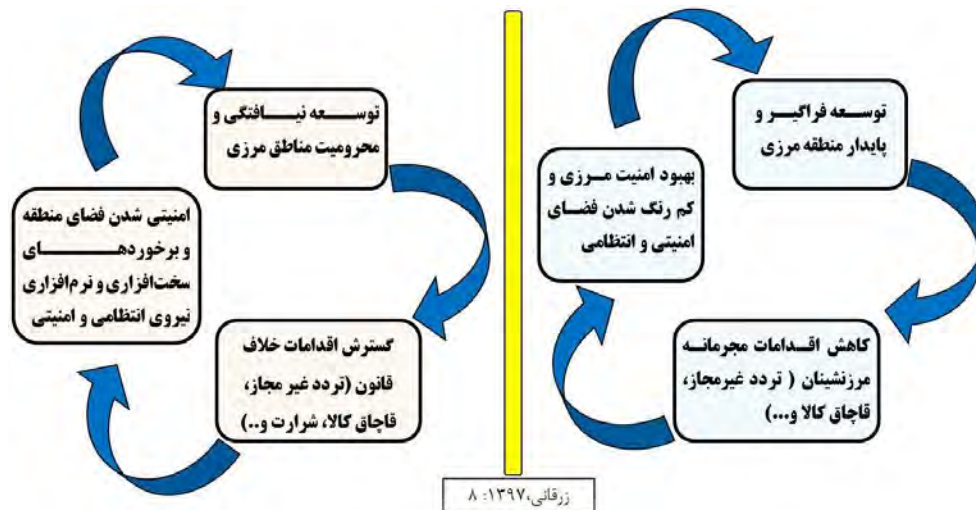 توسعه فراگیر و
پایدار منطقه مرزی
کاهش اقدامات مجرمانه
مرزنشینان ( تردد غیرمجاز،
قاچاق کالا و...)
بهبود امنیت مرزی و
کم رنگ شدن فضای
امنیتی و انتظامی
توسعه نیافتگی و
محرومیت مناطق مرزی
گسترش اقدامات خلاف
قانون (تردد غیر مجاز،
قاچاق کالا، شرارت و..)
امنیتی شدن فضای منطقه
و برخوردهای
سخت‌افزاری و نرم‌افزاری
نیروی انتظامی و امنیتی
زرقانی،۱۳۹۷: ۸